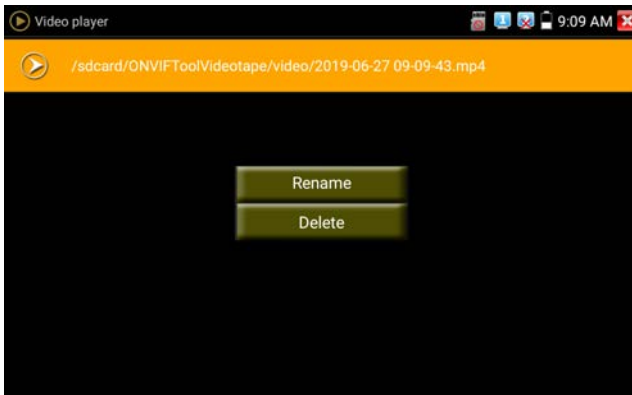 Video player
9:09 AM
/sdcard/ONVIFToolVideotape/video/2019-06-27 09-09-43.mp4
Rename
Delete